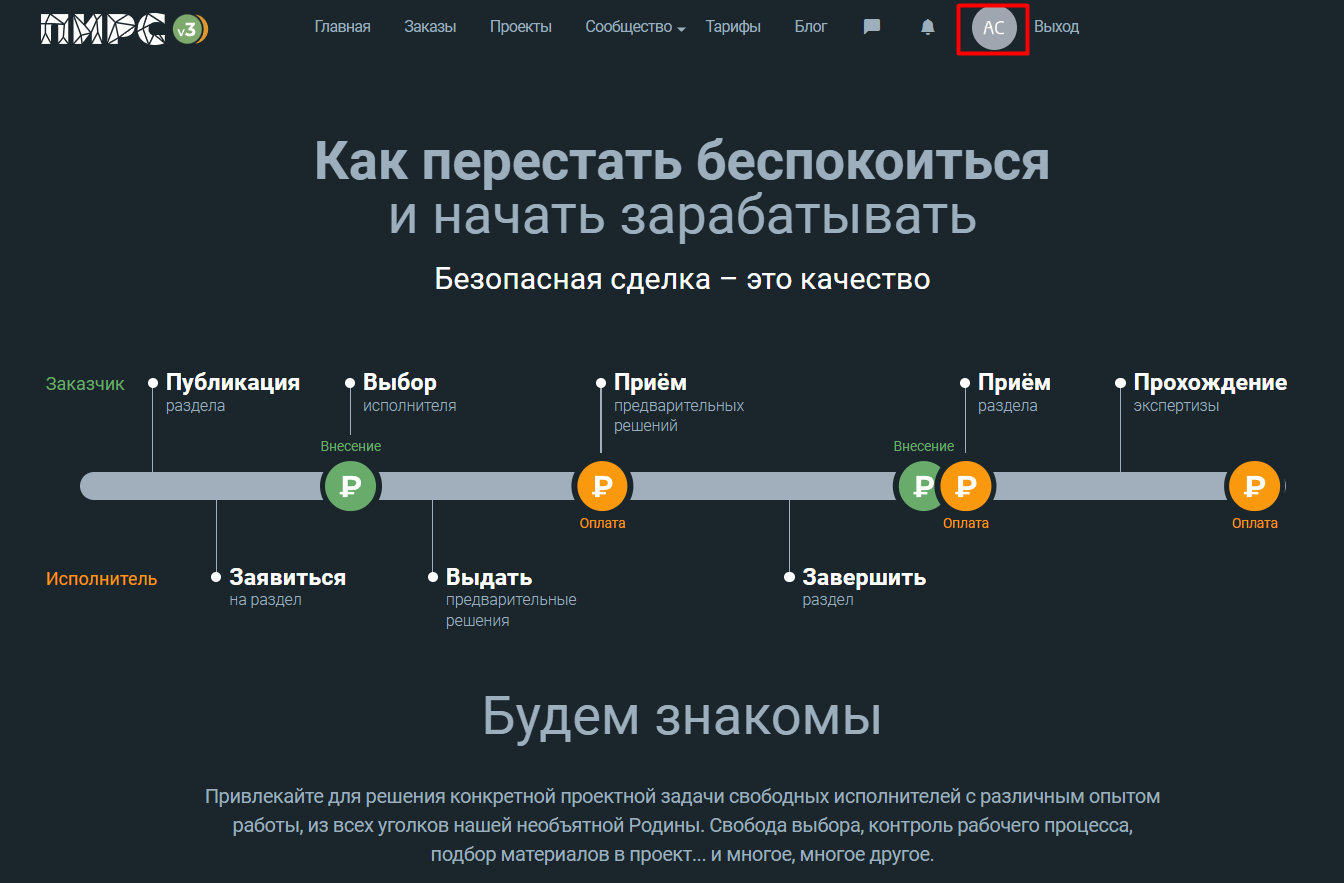 ПИРС v3
Главная Заказы Проекты Сообщество Тарифы Блог АС Выход
Как перестать беспокоиться
и начать зарабатывать
Безопасная сделка – это качество
Заказчик
Публикация
раздела
Выбор
исполнителя
Приём
предварительных
решений
Приём
раздела
Прохождение
экспертизы
Внесение
Внесение
₽ ₽ ₽ ₽ ₽
Оплата
Оплата
Оплата
Исполнитель
Заявиться
на раздел
Выдать
предварительные
решения
Завершить
раздел
Будем знакомы
Привлекайте для решения конкретной проектной задачи свободных исполнителей с различным опытом
работы, из всех уголков нашей необъятной Родины. Свобода выбора, контроль рабочего процесса,
подбор материалов в проект... и многое, многое другое.